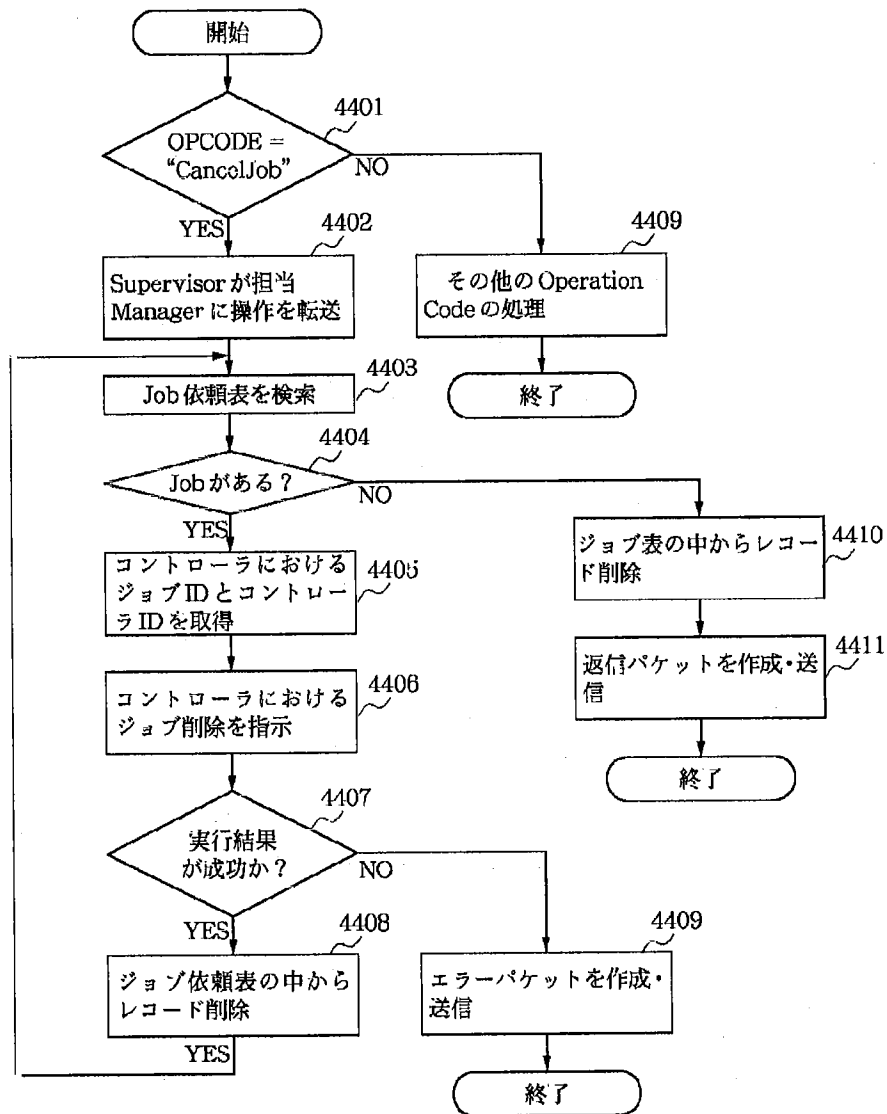 開始
4401
OPCODE =
“CancelJob”
NO
YES
4402
4409
Supervisorが担当
Managerに操作を転送
その他のOperation
Codeの処理
4403
Job依頼表を検索
終了
4404
Jobがある？
NO
YES
コントローラにおける
ジョブIDとコントロー
ラIDを取得
4405
ジョブ表の中からレコー
ド削除
4410
コントローラにおける
ジョブ削除を指示
4406
返信パケットを作成・送
信
4411
終了
4407
実行結果
が成功か？
NO
YES
4408
4409
ジョブ依頼表の中から
レコード削除
エラーパケットを作成・
送信
YES
終了